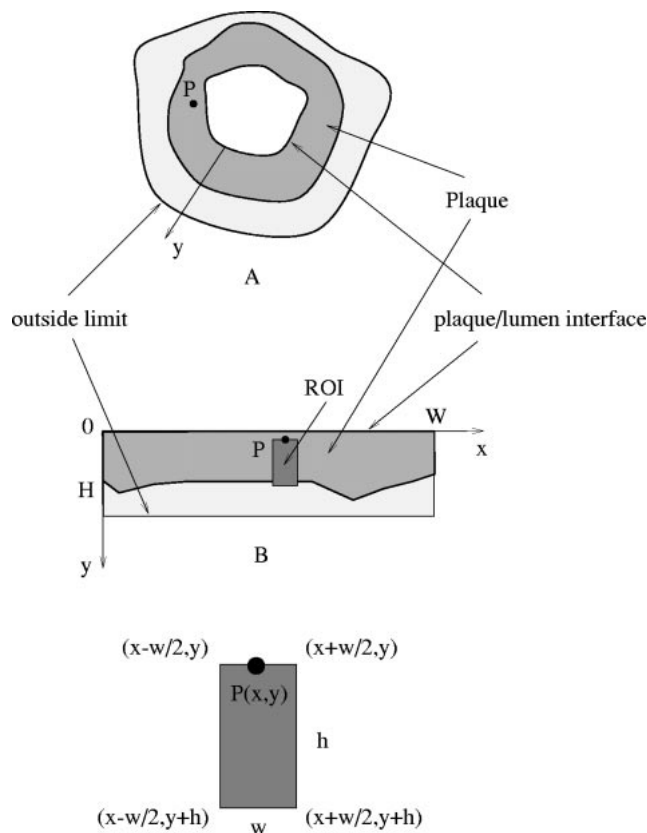 P
y
Plaque
A
outside limit
plaque/lumen interface
ROI
0
W
P
x
H
y
B
(x-w/2,y)
(x+w/2,y)
P(x,y)
h
(x-w/2,y+h)
w
(x+w/2,y+h)